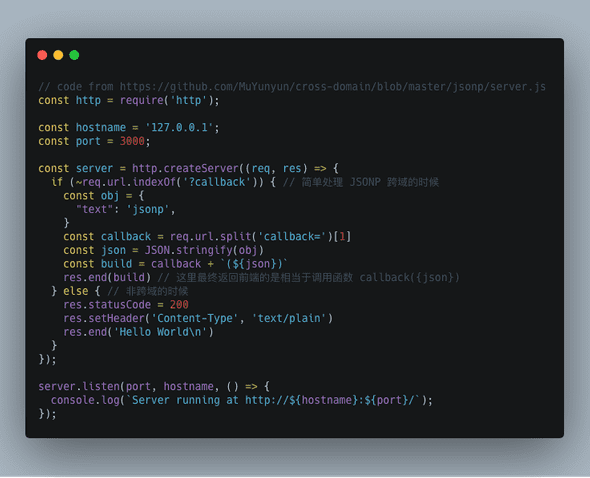 // code from https://github.com/MuYunyun/cross-domain/blob/master/jsonp/server.js
const http = require('http');
const hostname = '127.0.0.1';
const port = 3000;
const server = http.createServer((req, res) => {
if (~req.url.indexOf('?callback')) { // 简单处理 JSONP 跨域的时候
const obj = {
"text": 'jsonp',
}
const callback = req.url.split('callback=')[1]
const json = JSON.stringify(obj)
const build = callback + `(${json})`
res.end(build) // 这里最终返回前端的是相当于调用函数 callback({json})
} else { // 非跨域的时候
res.statusCode = 200
res.setHeader('Content-Type', 'text/plain')
res.end('Hello World\n')
}
});
server.listen(port, hostname, () => {
console.log(`Server running at http://${hostname}:${port}/`);
});